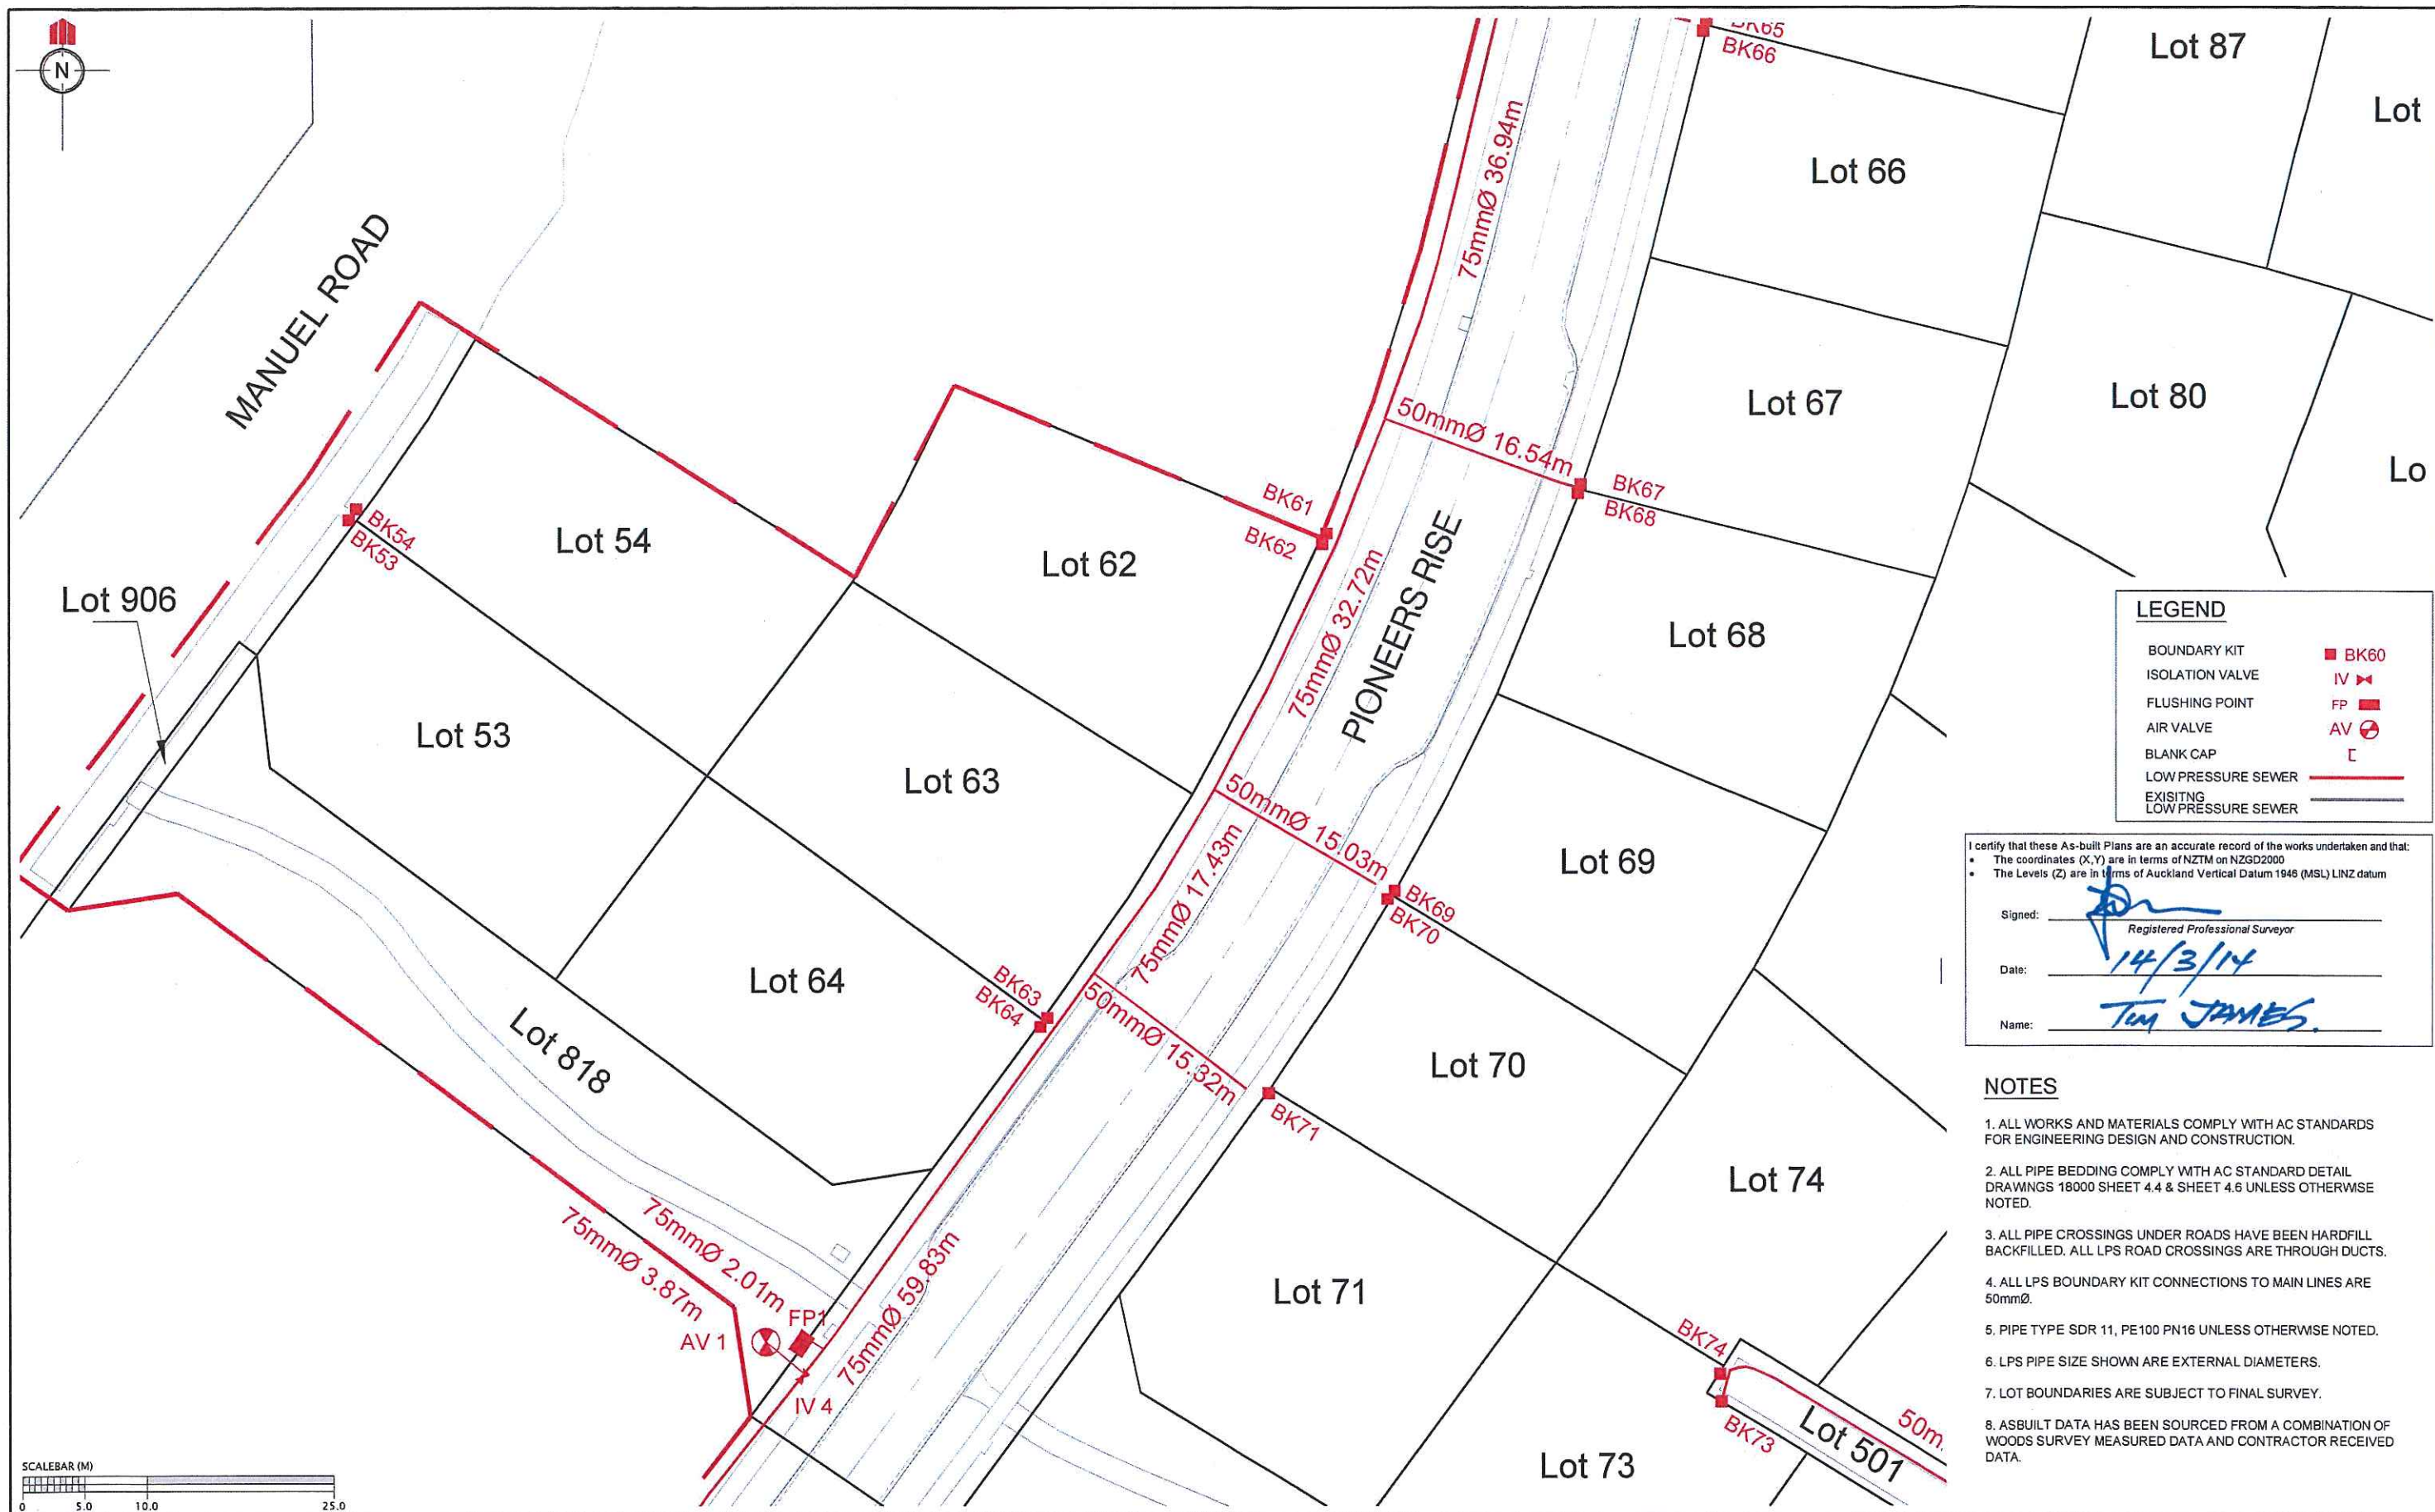 N
MANUEL ROAD
PIONEERS RISE
BK65
BK66
Lot 87
Lot
Lot 66
75mmØ 36.94m
Lot 67
Lot 80
Lo
50mmØ 16.54m
BK67
BK68
BK61
BK62
BK54
BK53
Lot 54
Lot 62
Lot 906
75mmØ 32.72m
Lot 68
Lot 53
Lot 63
50mmØ 15.03m
75mmØ 17.43m
Lot 69
BK69
BK70
Lot 64
BK63
BK64
50mmØ 15.32m
Lot 70
BK71
Lot 818
Lot 74
75mmØ 2.01m
75mmØ 3.87m
75mmØ 59.83m
FP1
AV 1
IV 4
Lot 71
BK74
BK73
Lot 501
50m
Lot 73
SCALEBAR (M)
0 5.0 10.0 25.0
LEGEND
BOUNDARY KIT BK60
ISOLATION VALVE IV
FLUSHING POINT FP
AIR VALVE AV
BLANK CAP
LOW PRESSURE SEWER
EXISITNG
LOW PRESSURE SEWER
I certify that these As-built Plans are an accurate record of the works undertaken and that:
• The coordinates (X,Y) are in terms of NZTM on NZGD2000
• The Levels (Z) are in terms of Auckland Vertical Datum 1946 (MSL) LINZ datum
Signed:
Registered Professional Surveyor
Date: 14/3/14
Name: TIM JAMES.
NOTES
1. ALL WORKS AND MATERIALS COMPLY WITH AC STANDARDS
FOR ENGINEERING DESIGN AND CONSTRUCTION.
2. ALL PIPE BEDDING COMPLY WITH AC STANDARD DETAIL
DRAWINGS 18000 SHEET 4.4 & SHEET 4.6 UNLESS OTHERWISE
NOTED.
3. ALL PIPE CROSSINGS UNDER ROADS HAVE BEEN HARDFILL
BACKFILLED. ALL LPS ROAD CROSSINGS ARE THROUGH DUCTS.
4. ALL LPS BOUNDARY KIT CONNECTIONS TO MAIN LINES ARE
50mmØ.
5. PIPE TYPE SDR 11, PE100 PN16 UNLESS OTHERWISE NOTED.
6. LPS PIPE SIZE SHOWN ARE EXTERNAL DIAMETERS.
7. LOT BOUNDARIES ARE SUBJECT TO FINAL SURVEY.
8. ASBUILT DATA HAS BEEN SOURCED FROM A COMBINATION OF
WOODS SURVEY MEASURED DATA AND CONTRACTOR RECEIVED
DATA.